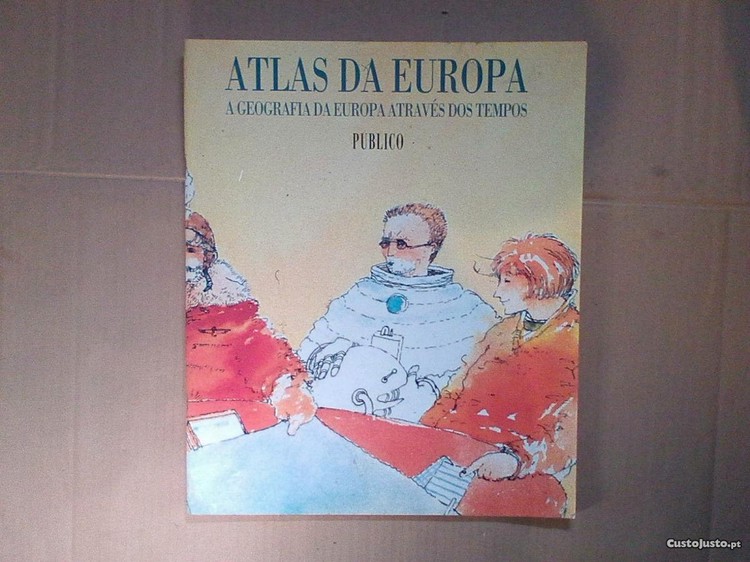 ATLAS DA EUROPA
A GEOGRAFIA DA EUROPA ATRAVÉS DOS TEMPOS
PÚBLICO
CustoJusto.pt